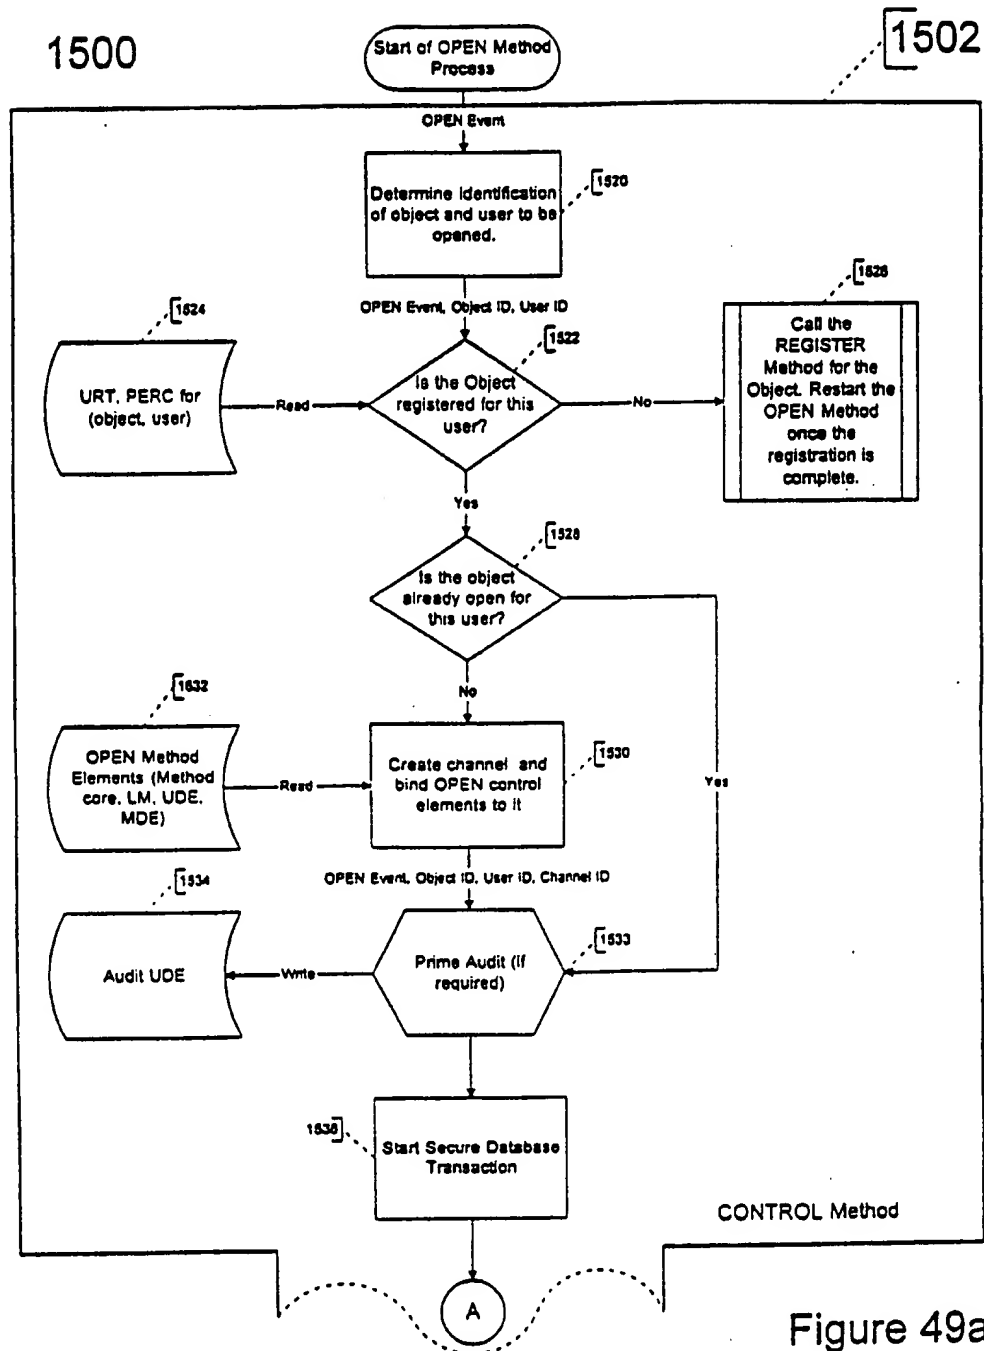 1500
Start of OPEN Method
Process
1502
OPEN Event
Determine identification
of object and user to be
opened.
1520
OPEN Event, Object ID, User ID
1524
URT, PERC for
(object, user)
Read
Is the Object
registered for this
user?
1522
No
1526
Call the
REGISTER
Method for the
Object. Restart the
OPEN Method
once the
registration is
complete.
Yes
Is the object
already open for
this user?
1528
No
Yes
1532
OPEN Method
Elements (Method
core, LM, UDE,
MDE)
Read
Create channel and
bind OPEN control
elements to it
1530
OPEN Event, Object ID, User ID, Channel ID
1534
Audit UDE
Write
Prime Audit (if
required)
1533
1536
Start Secure Database
Transaction
CONTROL Method
A
Figure 49a